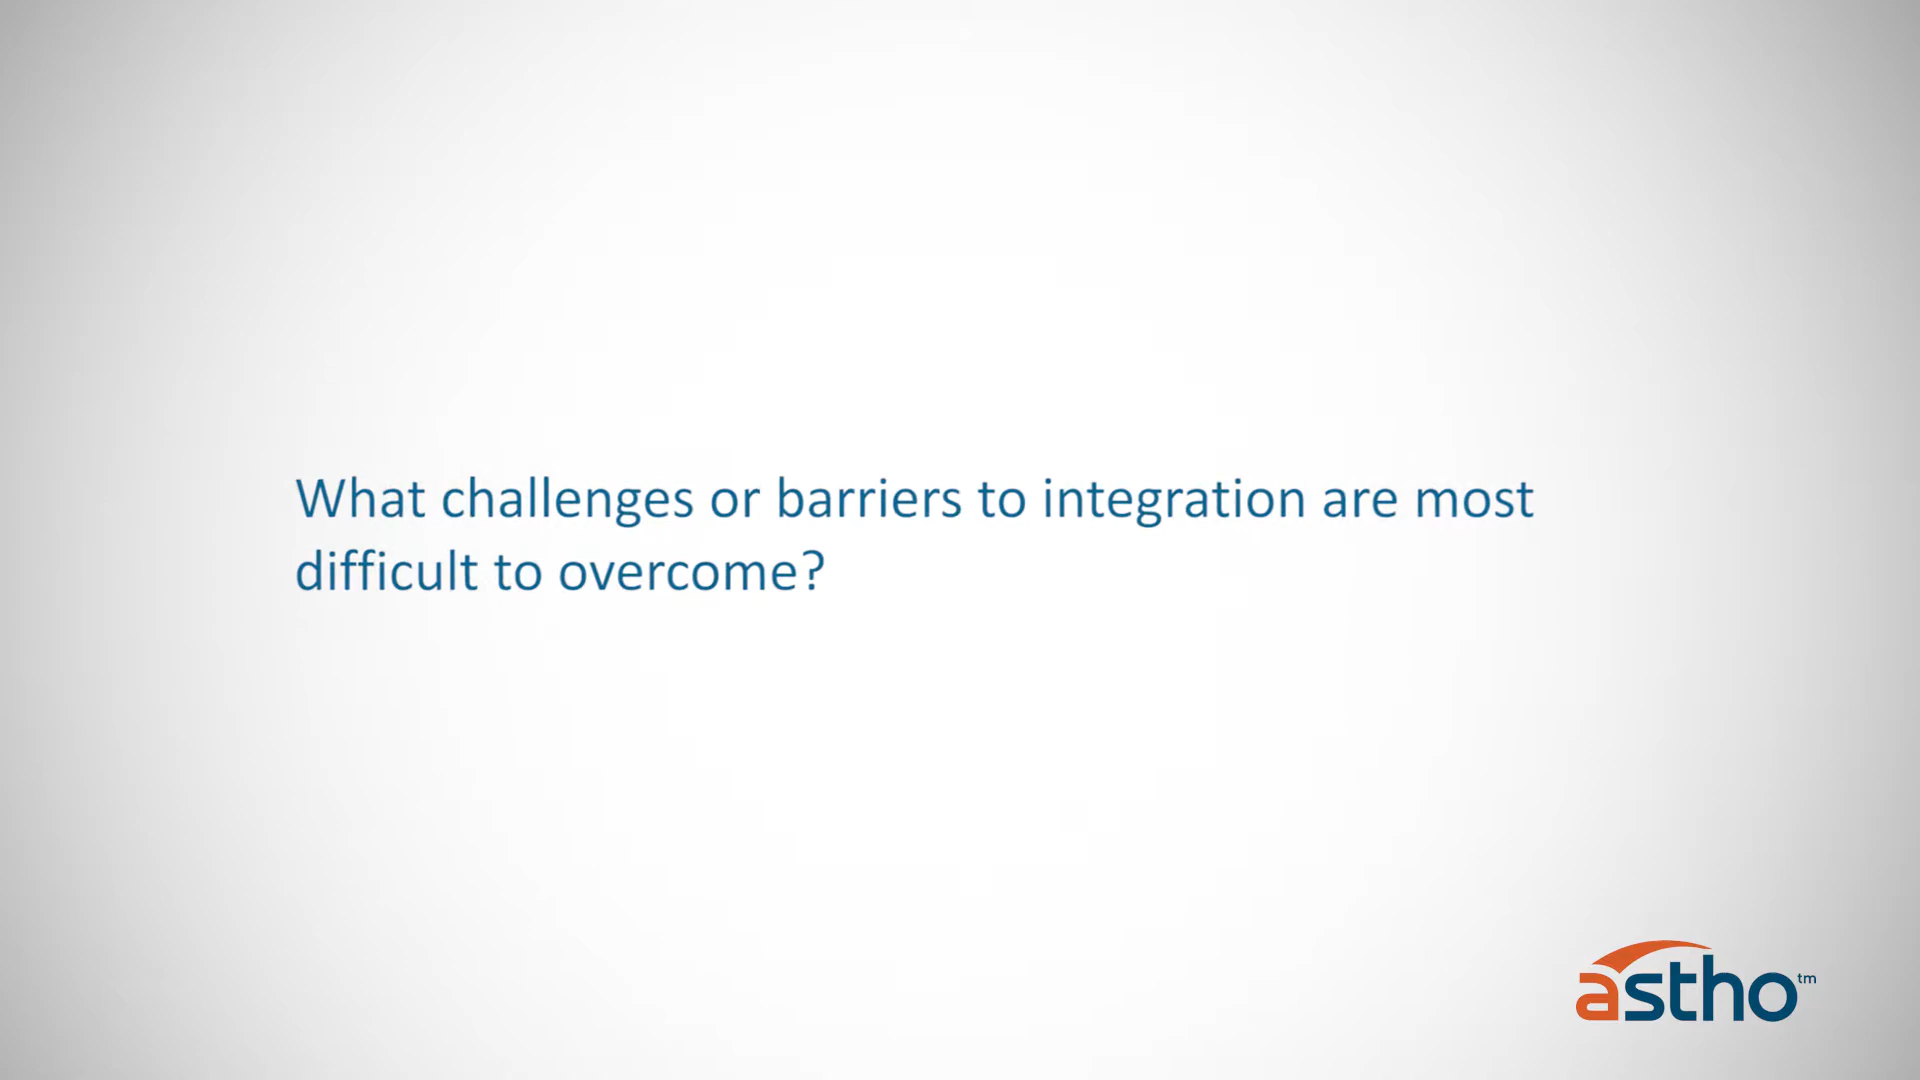 What challenges or barriers to integration are most
difficult to overcome?
astho™